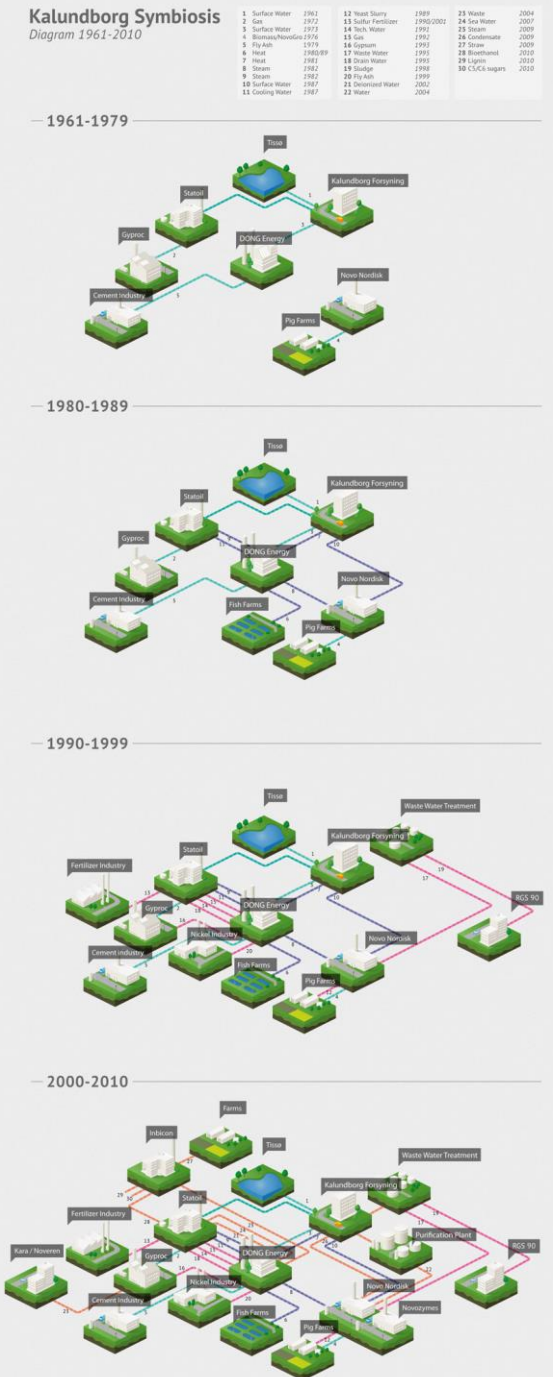 Kalundborg Symbiosis
Diagram 1961-2010
1 Surface Water 1961
2 Gas 1972
3 Surface Water 1973
4 Biomass/NovoGro 1976
5 Fly Ash 1979
6 Heat 1980/89
7 Heat 1981
8 Steam 1982
9 Steam 1982
10 Surface Water 1987
11 Cooling Water 1987
12 Yeast Slurry 1989
13 Sulfur Fertilizer 1990/2001
14 Tech. Water 1991
15 Gas 1992
16 Gypsum 1993
17 Waste Water 1995
18 Drain Water 1995
19 Sludge 1998
20 Fly Ash 1999
21 Deionized Water 2002
22 Water 2004
23 Waste 2004
24 Sea Water 2007
25 Steam 2009
26 Condensate 2009
27 Straw 2009
28 Bioethanol 2010
29 Lignin 2010
30 C5/C6 sugars 2010
1961-1979
Tissø
Statoil
Kalundborg Forsyning
Gyproc
DONG Energy
Cement Industry
Novo Nordisk
Pig Farms
1980-1989
Tissø
Statoil
Kalundborg Forsyning
Gyproc
DONG Energy
Cement Industry
Novo Nordisk
Fish Farms
Pig Farms
1990-1999
Tissø
Waste Water Treatment
Kalundborg Forsyning
Statoil
Fertilizer Industry
RGS 90
Gyproc
DONG Energy
Nickel Industry
Novo Nordisk
Cement Industry
Fish Farms
Pig Farms
2000-2010
Farms
Inbicon
Tissø
Waste Water Treatment
Kalundborg Forsyning
Statoil
Fertilizer Industry
Purification Plant
Kara / Noveren
RGS 90
Gyproc
DONG Energy
Nickel Industry
Novo Nordisk
Cement Industry
Novozymes
Fish Farms
Pig Farms